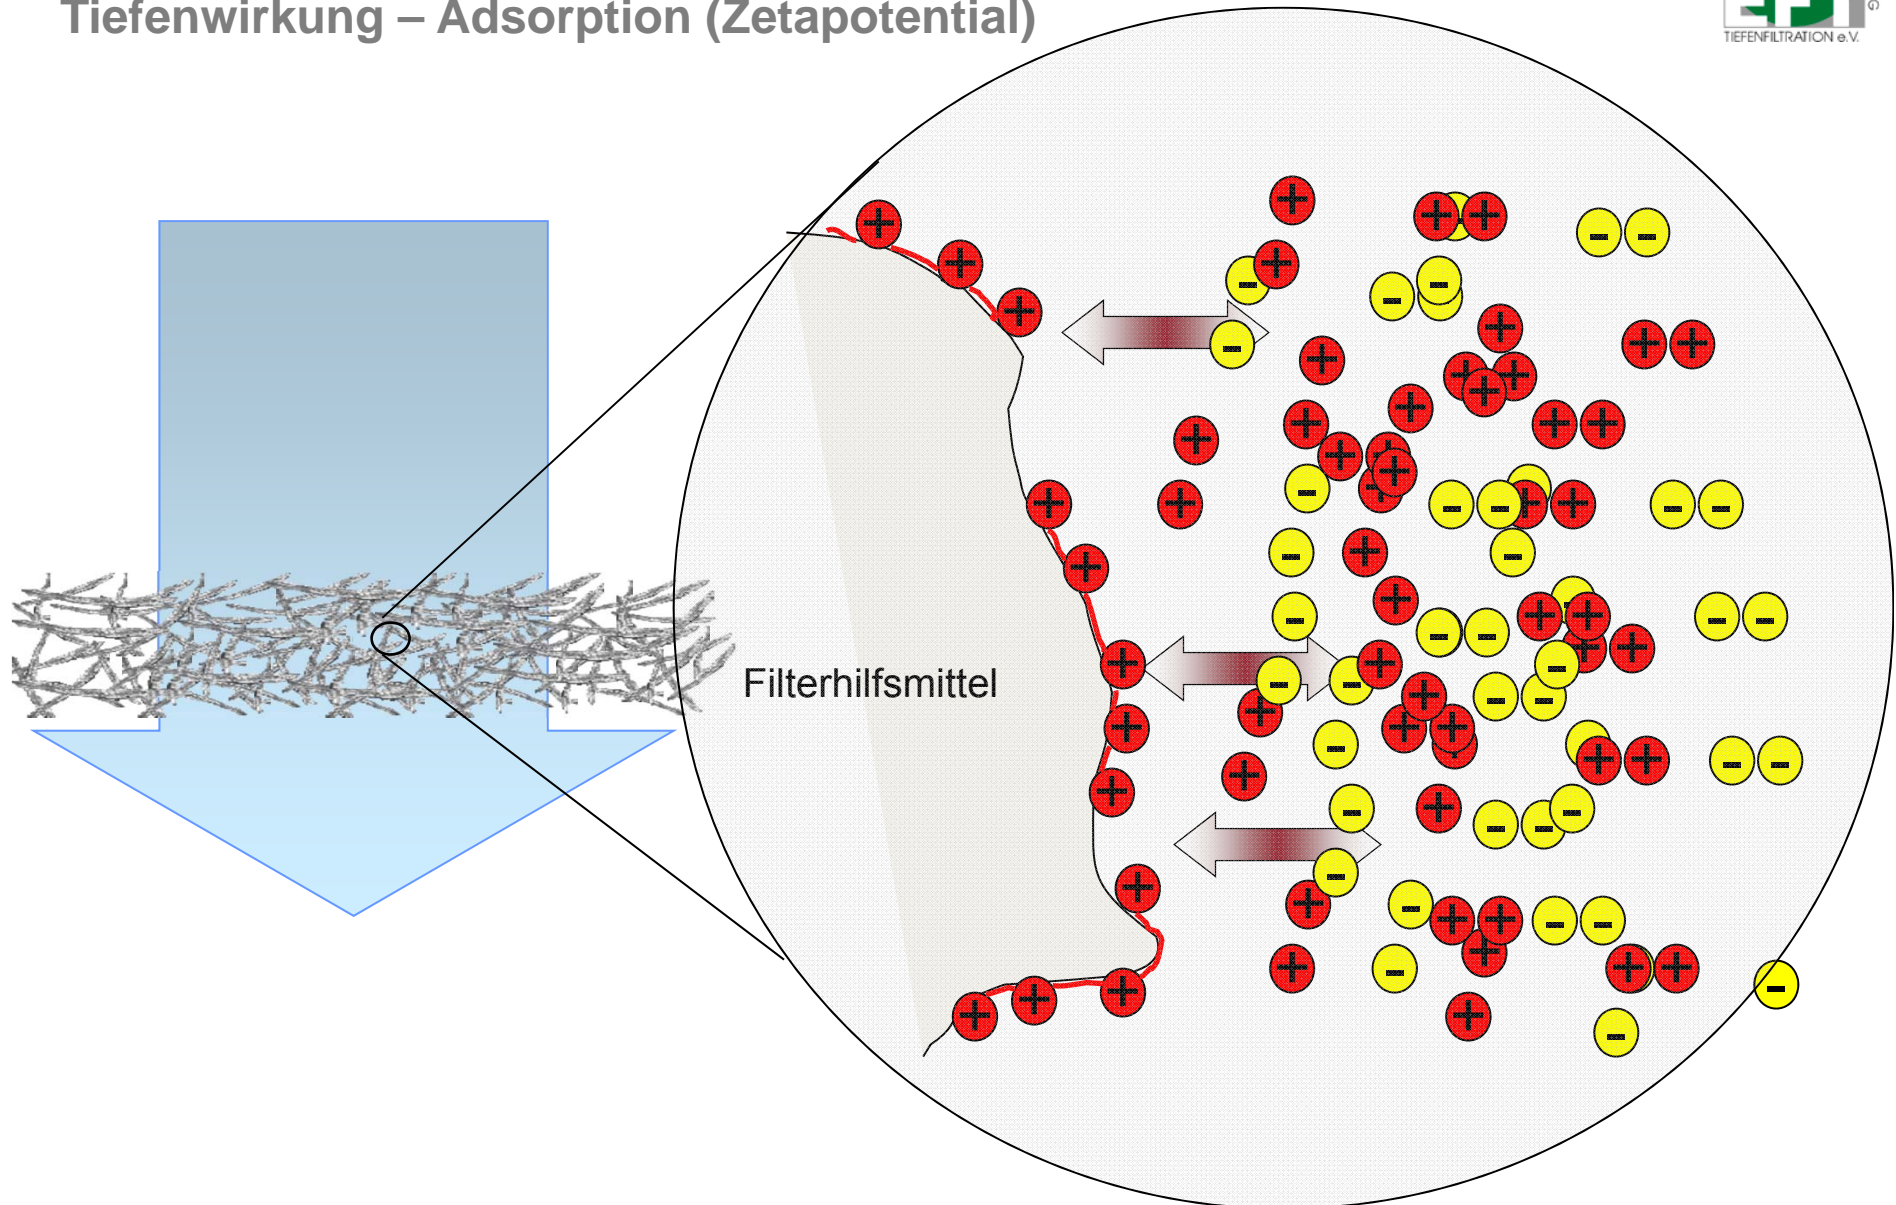 Tiefenwirkung – Adsorption (Zetapotential)
TIEFENFILTRATION e.V.
Filterhilfsmittel